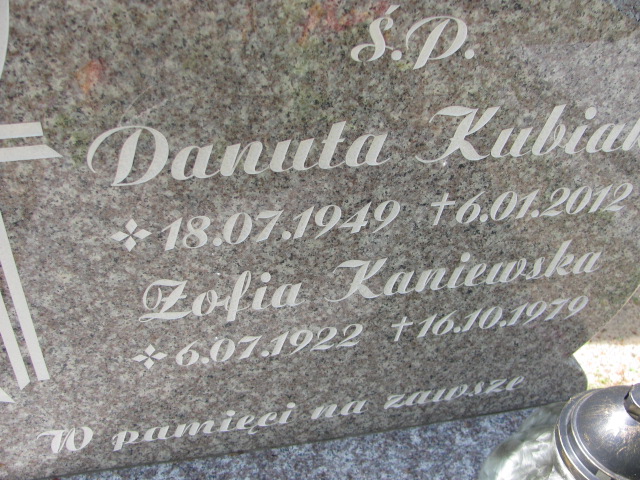 Ś.P.
Danuta Kubiak
18.07.1949 †6.01.2012
Zofia Kaniewska
6.07.1922 †16.10.1979
W pamięci na zawsze